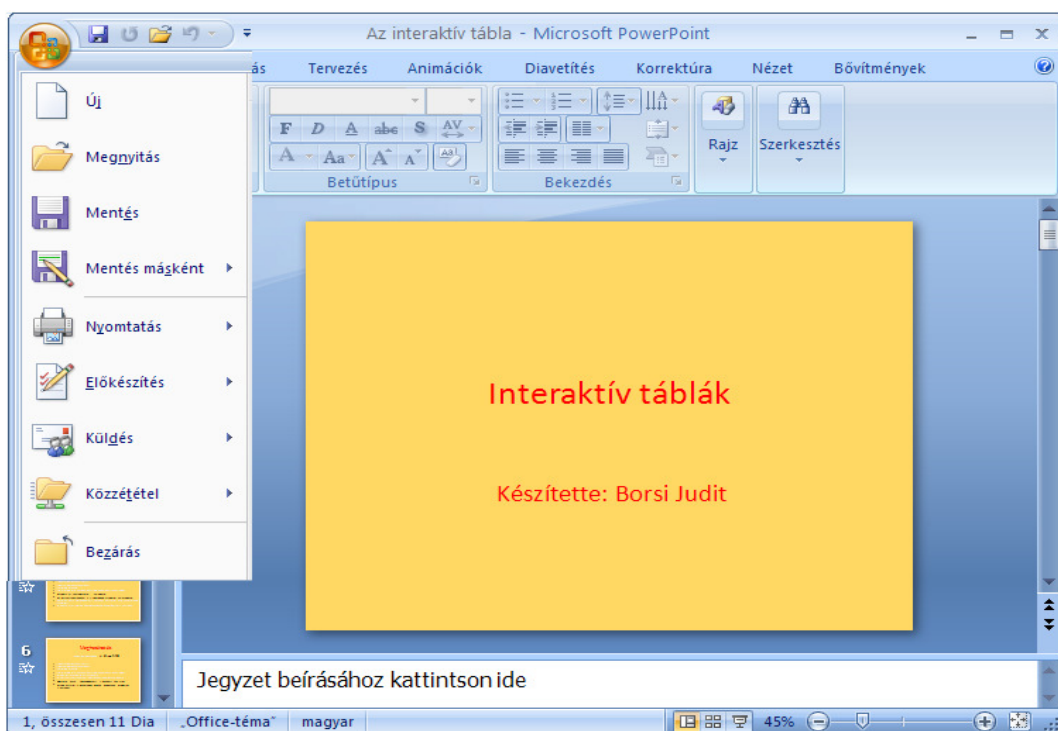 Az interaktív tábla - Microsoft PowerPoint
ás Tervezés Animációk Diavetítés Korrektúra Nézet Bővítmények
Új
Megnyitás
Mentés
Mentés másként
Nyomtatás
Előkészítés
Küldés
Közzététel
Bezárás
F D A abc S AV
A Aa A A
Betűtípus
Bekezdés
Rajz
Szerkesztés
Interaktív táblák
Készítette: Borsi Judit
6
Jegyzet beírásához kattintson ide
1, összesen 11 Dia „Office-téma” magyar 45%